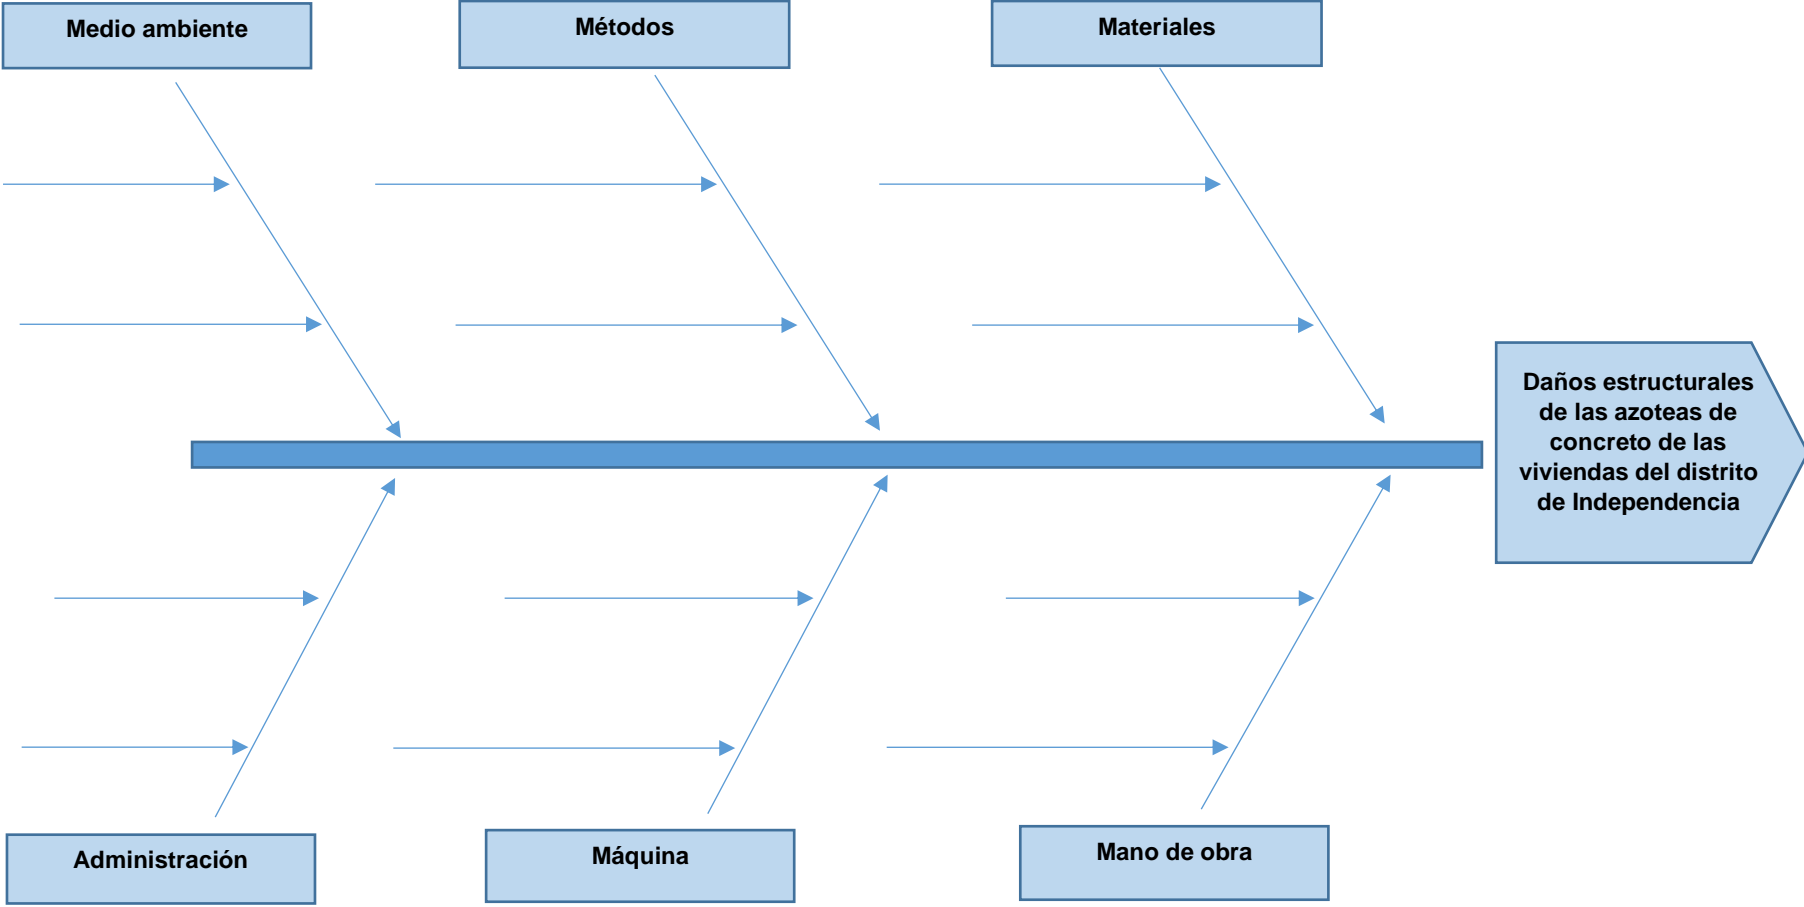 Medio ambiente
Métodos
Materiales
Daños estructurales
de las azoteas de
concreto de las
viviendas del distrito
de Independencia
Administración
Máquina
Mano de obra